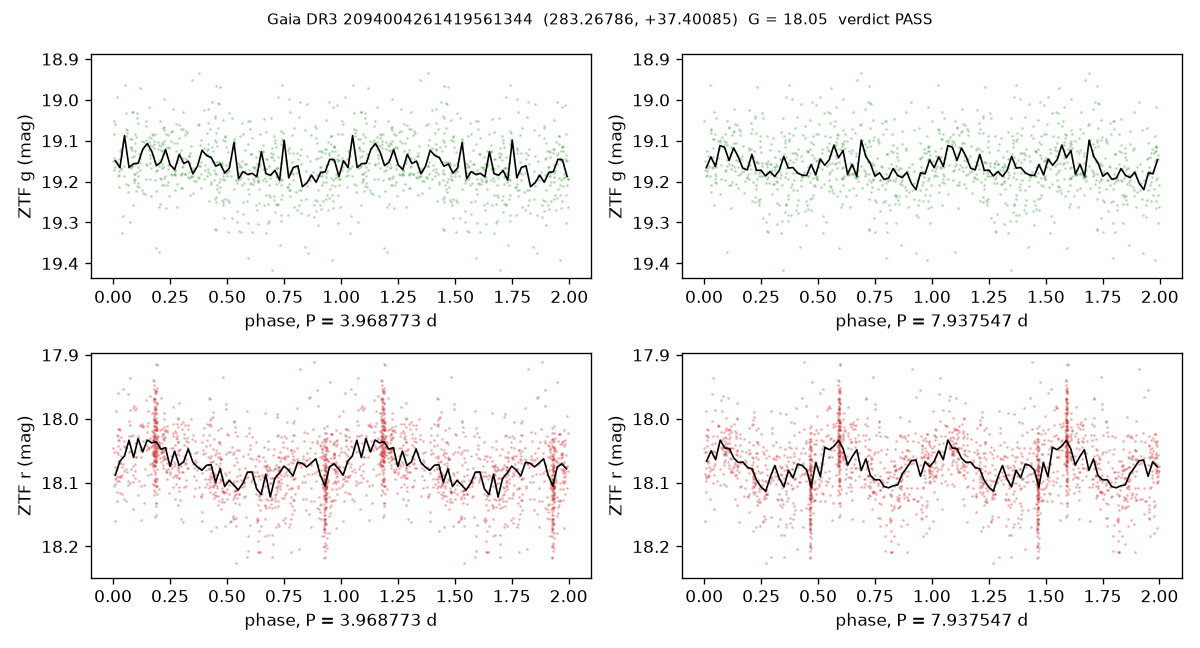 Gaia DR3 2094004261419561344 (283.26786, +37.40085) G = 18.05 verdict PASS
ZTF g (mag)
18.9
19.0
19.1
19.2
19.3
19.4
0.00 0.25 0.50 0.75 1.00 1.25 1.50 1.75 2.00
phase, P = 3.968773 d
ZTF g (mag)
18.9
19.0
19.1
19.2
19.3
19.4
0.00 0.25 0.50 0.75 1.00 1.25 1.50 1.75 2.00
phase, P = 7.937547 d
ZTF r (mag)
17.9
18.0
18.1
18.2
0.00 0.25 0.50 0.75 1.00 1.25 1.50 1.75 2.00
phase, P = 3.968773 d
ZTF r (mag)
17.9
18.0
18.1
18.2
0.00 0.25 0.50 0.75 1.00 1.25 1.50 1.75 2.00
phase, P = 7.937547 d